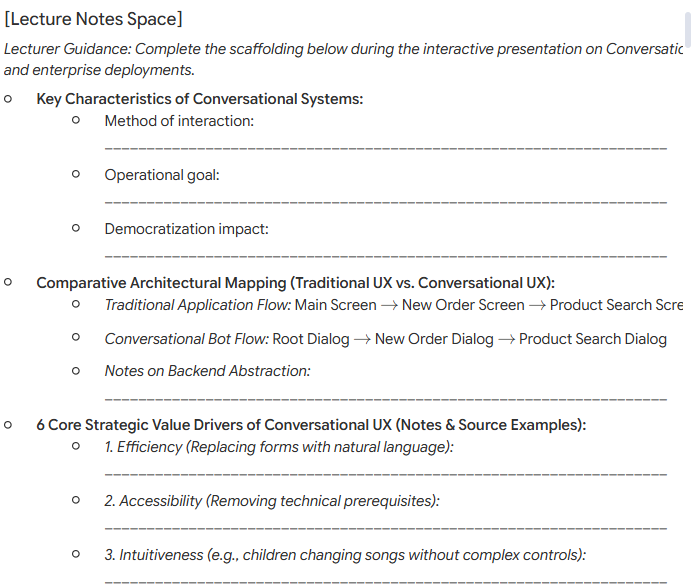 [Lecture Notes Space]
Lecturer Guidance: Complete the scaffolding below during the interactive presentation on
and enterprise deployments.
Key Characteristics of Conversational Systems:
Method of interaction:
Operational goal:
Democratization impact:
Comparative Architectural Mapping (Traditional UX vs. Conversational UX):
Traditional Application Flow: Main Screen → New Order Screen → Product Search
Conversational Bot Flow: Root Dialog → New Order Dialog → Product Search Dialog
Notes on Backend Abstraction:
6 Core Strategic Value Drivers of Conversational UX (Notes & Source Examples):
1. Efficiency (Replacing forms with natural language):
2. Accessibility (Removing technical prerequisites):
3. Intuitiveness (e.g., children changing songs without complex controls):